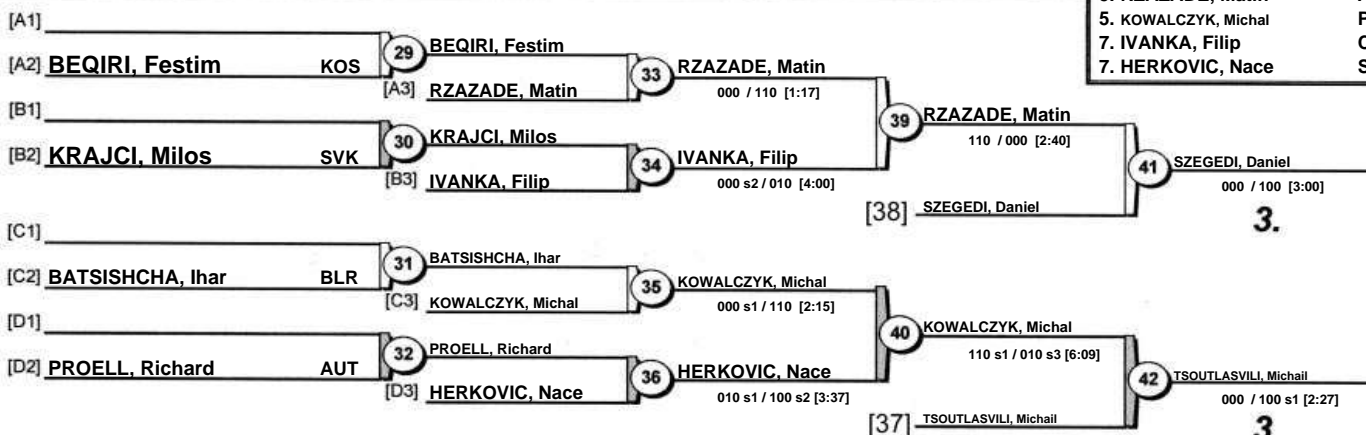 5. KOWALCZYK, Michal
7. IVANKA, Filip
7. HERKOVIC, Nace
[A1]
[A2] BEQIRI, Festim KOS
29
BEQIRI, Festim
[A3] RZAZADE, Matin
33
RZAZADE, Matin
000 / 110 [1:17]
[B1]
[B2] KRAJCI, Milos SVK
30
KRAJCI, Milos
[B3] IVANKA, Filip
34
IVANKA, Filip
000 s2 / 010 [4:00]
39
RZAZADE, Matin
110 / 000 [2:40]
[38] SZEGEDI, Daniel
41
SZEGEDI, Daniel
000 / 100 [3:00]
3.
[C1]
[C2] BATSISHCHA, Ihar BLR
31
BATSISHCHA, Ihar
[C3] KOWALCZYK, Michal
35
KOWALCZYK, Michal
000 s1 / 110 [2:15]
[D1]
[D2] PROELL, Richard AUT
32
PROELL, Richard
[D3] HERKOVIC, Nace
36
HERKOVIC, Nace
010 s1 / 100 s2 [3:37]
40
KOWALCZYK, Michal
110 s1 / 010 s3 [6:09]
[37] TSOUTLASVILI, Michail
42
TSOUTLASVILI, Michail
000 / 100 s1 [2:27]
3